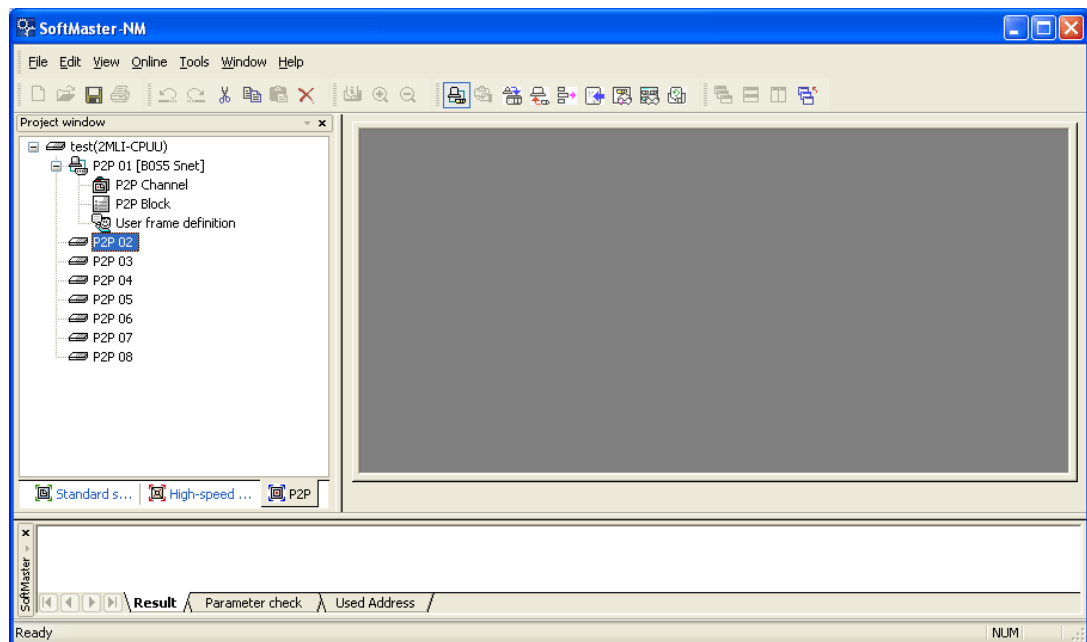 SoftMaster-NM
File Edit View Online Tools Window Help
Project window
test(2MLI-CPUU)
P2P 01 [B0S5 Snet]
P2P Channel
P2P Block
User frame definition
P2P 02
P2P 03
P2P 04
P2P 05
P2P 06
P2P 07
P2P 08
Standard s... High-speed ... P2P
SoftMaster
Result Parameter check Used Address
Ready NUM